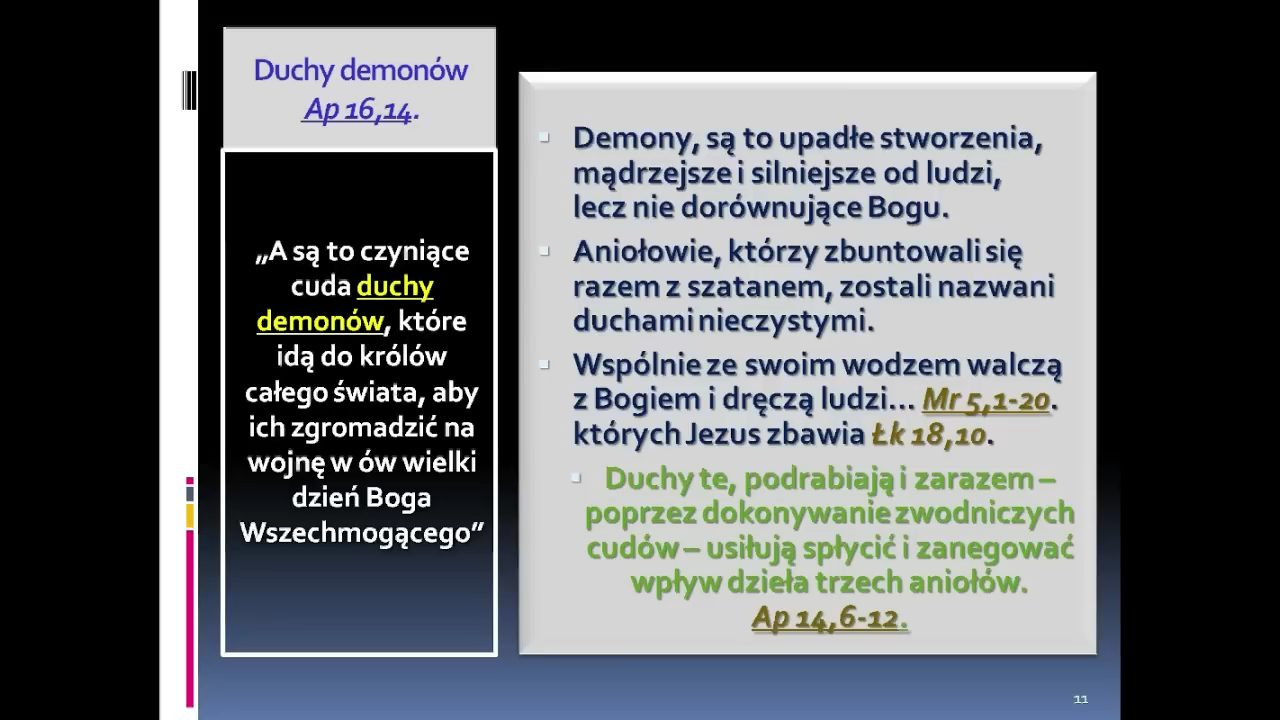 Duchy demonów
Ap 16,14.
„A są to czyniące
cuda duchy
demonów, które
idą do królów
całego świata, aby
ich zgromadzić na
wojnę w ów wielki
dzień Boga
Wszechmogącego”
Demony, są to upadłe stworzenia,
mądrzejsze i silniejsze od ludzi,
lecz nie dorównujące Bogu.
Aniołowie, którzy zbuntowali się
razem z szatanem, zostali nazwani
duchami nieczystymi.
Wspólnie ze swoim wodzem walczą
z Bogiem i dręczą ludzi... Mr 5,1-20.
których Jezus zbawia Łk 18,10.
Duchy te, podrabiają i zarazem –
poprzez dokonywanie zwodniczych
cudów – usiłują spłycić i zanegować
wpływ dzieła trzech aniołów.
Ap 14,6-12.
11